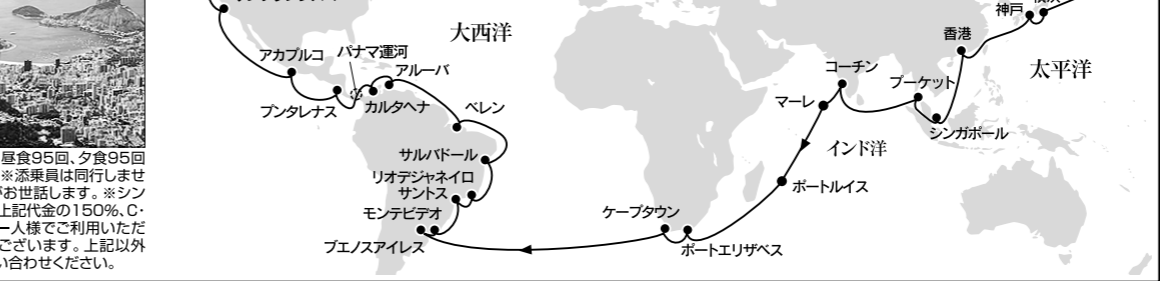 昼食95回、夕食95回
※添乗員は同行しませ
がお世話します。※シン
上記代金の150%、C・
一人様でご利用いただ
ございます。上記以外
い合わせください。
大西洋
アカプルコ
パナマ運河
アルーバ
プンタレナス
カルタヘナ
ベレン
サルバドール
リオデジャネイロ
サントス
モンテビデオ
ブエノスアイレス
ケープタウン
ポートエリザベス
ポートルイス
インド洋
マーレ
コーチン
プーケット
シンガポール
香港
神戸
太平洋